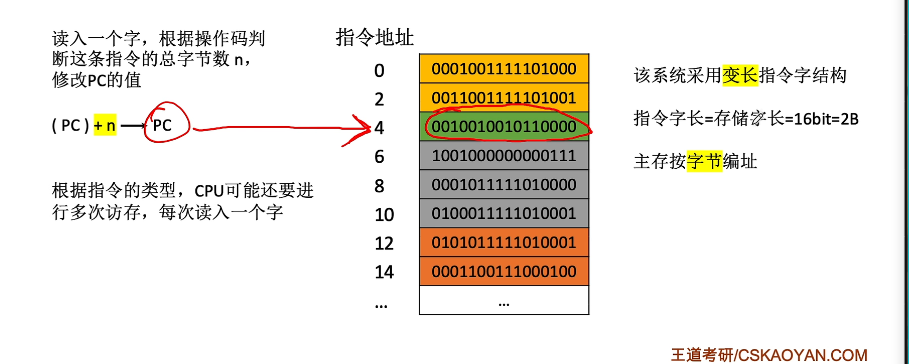 读入一个字，根据操作码判
断这条指令的总字节数 n，
修改PC的值
( PC ) + n → PC
根据指令的类型，CPU可能还要进
行多次访存，每次读入一个字
指令地址
0 0001001111101000
2 0011001111101001
4 0010010010110000
6 1001000000000111
8 0001011111010000
10 0100011111010001
12 0101011111010001
14 0001100111000100
... ...
该系统采用变长指令字结构
指令字长=存储字长=16bit=2B
主存按字节编址
王道考研/CSKAOYAN.COM